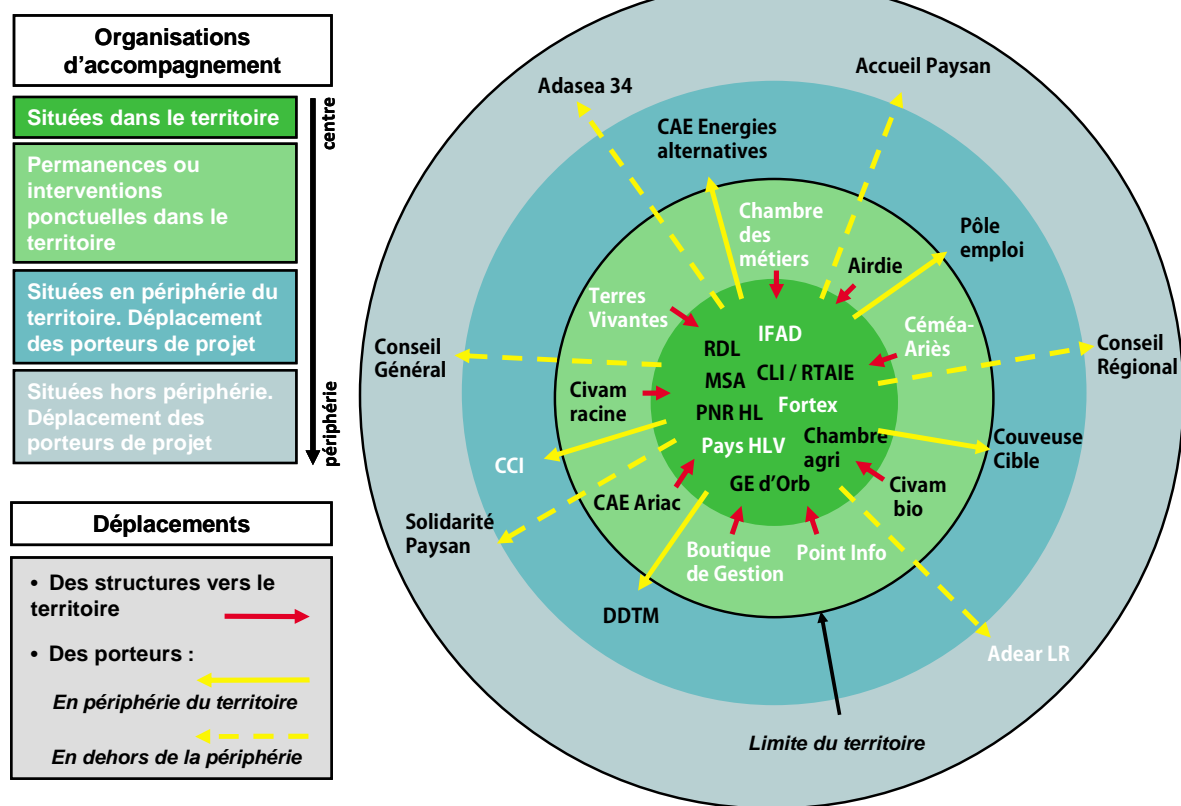 Organisations
d'accompagnement
Situées dans le territoire
Permanences ou
interventions
ponctuelles dans le
territoire
Situées en périphérie du
territoire. Déplacement
des porteurs de projet
Situées hors périphérie.
Déplacement des
porteurs de projet
centre
périphérie
Déplacements
• Des structures vers le
territoire
• Des porteurs :
En périphérie du territoire
En dehors de la périphérie
Adasea 34
Accueil Paysan
CAE Energies
alternatives
Chambre
des
métiers
Pôle
emploi
Airdie
Terres
Vivantes
IFAD
Céméa-
Ariès
Conseil
Général
RDL
Conseil
Régional
MSA
CLI / RTAIE
Civam
racine
PNR HL
Fortex
Pays HLV
Chambre
agri
Couveuse
Cible
CCI
GE d'Orb
CAE Ariac
Civam
bio
Solidarité
Paysan
Boutique
de Gestion
Point Info
DDTM
Adear LR
Limite du territoire